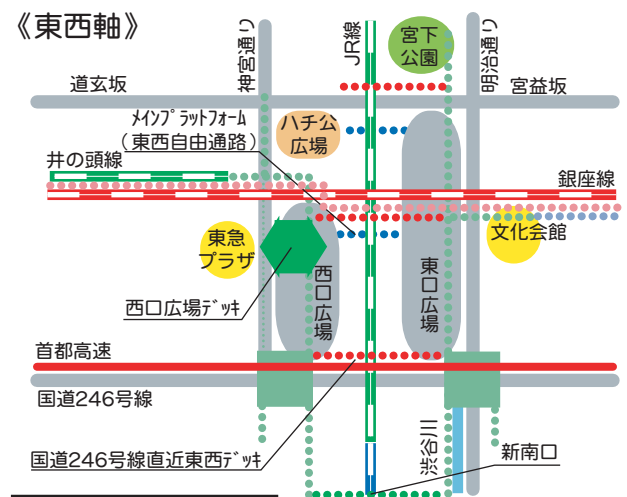 《東西軸》
神宮通り
JR線
宮下
公園
明治通り
道玄坂
宮益坂
メインプラットフォーム
(東西自由通路)
ハチ公
広場
井の頭線
銀座線
東急
プラザ
文化会館
西口広場
東口広場
西口広場デッキ
首都高速
国道246号線
国道246号線直近東西デッキ
渋谷川
新南口